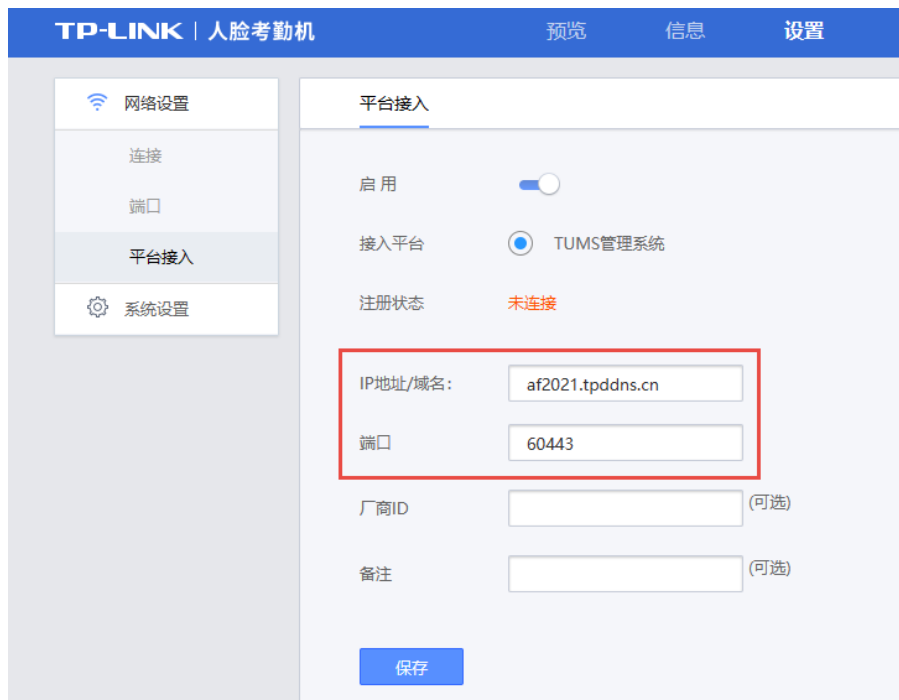 TP-LINK | 人脸考勤机 预览 信息 设置
网络设置
连接
端口
平台接入
系统设置
平台接入
启用
接入平台 TUMS管理系统
注册状态 未连接
IP地址/域名: af2021.tpddns.cn
端口 60443
厂商ID (可选)
备注 (可选)
保存